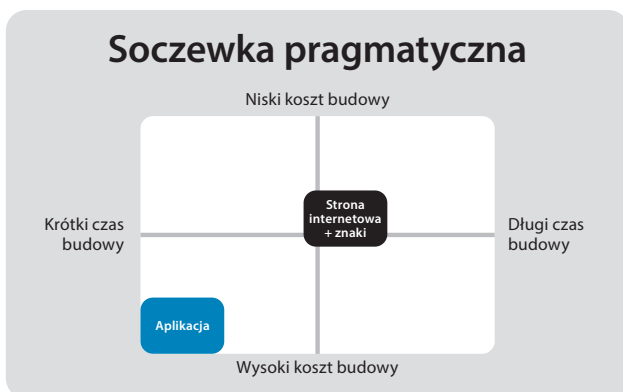 Soczewka pragmatyczna
Niski koszt budowy
Strona
internetowa
+ znaki
Krótki czas
budowy
Długi czas
budowy
Aplikacja
Wysoki koszt budowy